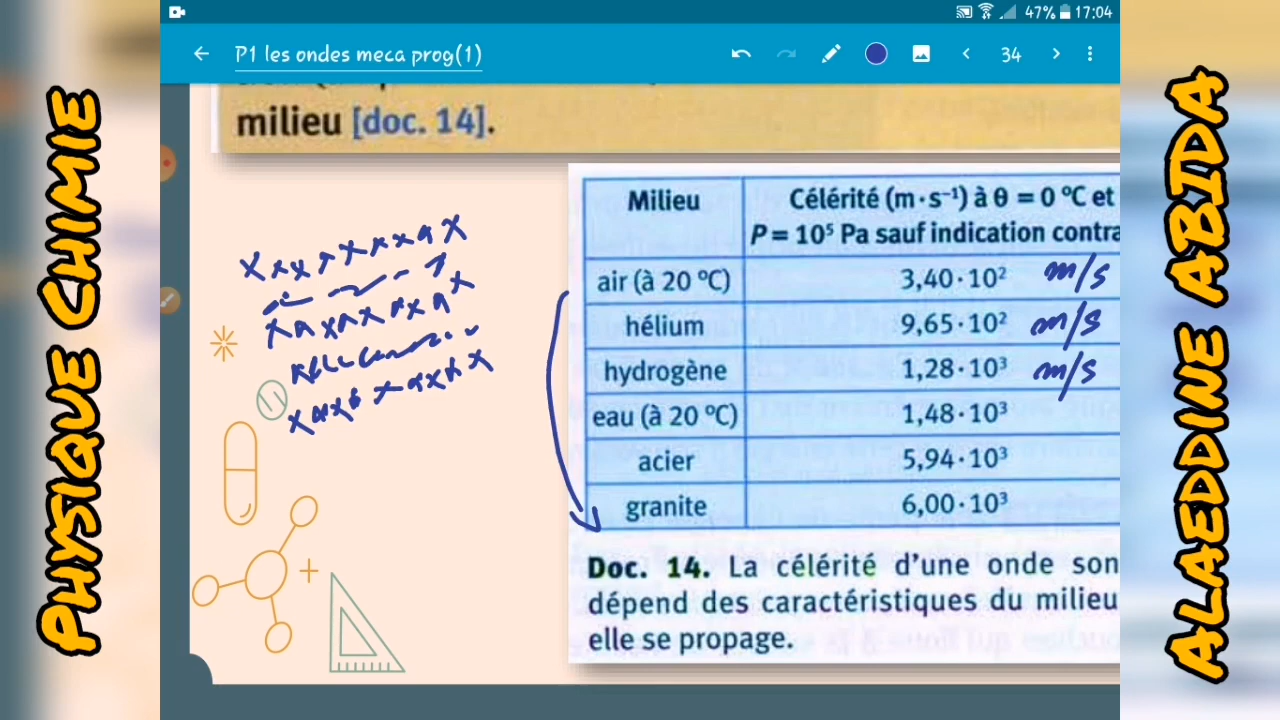 PHYSIQUE CHIMIE
47% 17:04
P1 les ondes meca prog(1)
34
milieu [doc. 14].
Milieu
Célérité (m·s⁻¹) à θ = 0 °C et
P = 10⁵ Pa sauf indication contra
air (à 20 °C) 3,40·10² m/s
hélium 9,65·10² m/s
hydrogène 1,28·10³ m/s
eau (à 20 °C) 1,48·10³
acier 5,94·10³
granite 6,00·10³
Doc. 14. La célérité d'une onde son
dépend des caractéristiques du milieu
elle se propage.
ALAEDDINE ABIDA